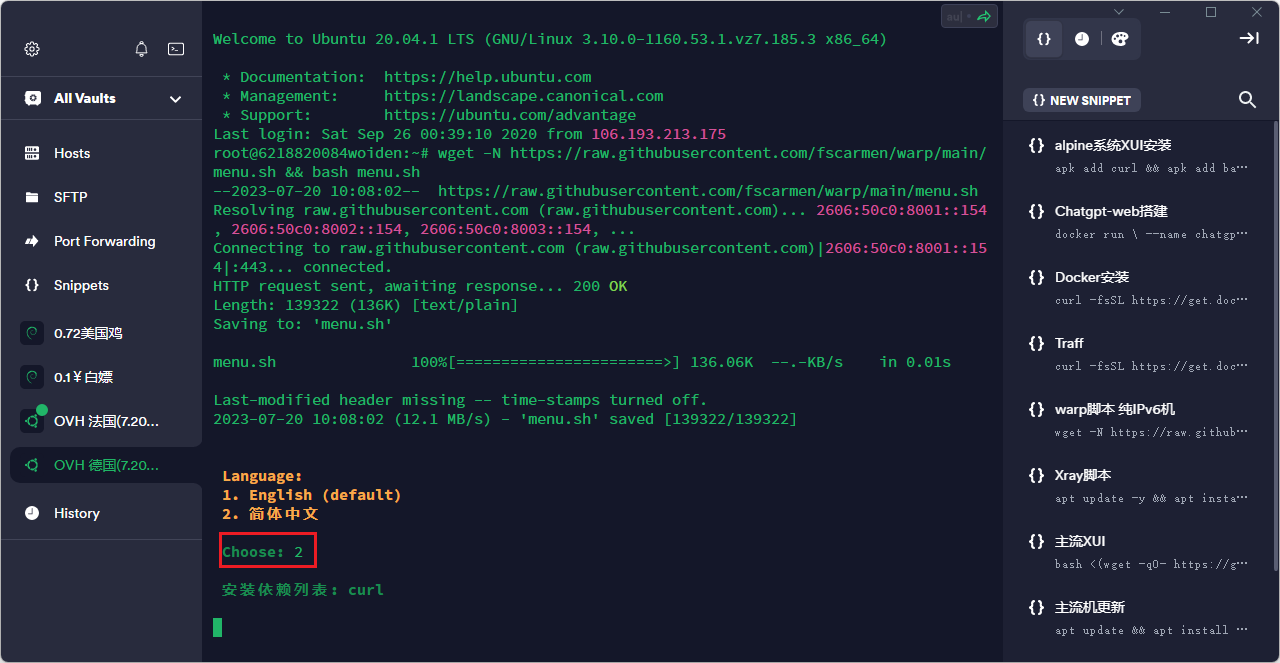 All Vaults
Hosts
SFTP
Port Forwarding
Snippets
0.72美国鸡
0.1￥白嫖
OVH 法国(7.20...
OVH 德国(7.20...
History
Welcome to Ubuntu 20.04.1 LTS (GNU/Linux 3.10.0-1160.53.1.vz7.185.3 x86_64)
* Documentation:  https://help.ubuntu.com
* Management:     https://landscape.canonical.com
* Support:        https://ubuntu.com/advantage
Last login: Sat Sep 26 00:39:10 2020 from 106.193.213.175
root@6218820084woiden:~# wget -N https://raw.githubusercontent.com/fscarmen/warp/main/
menu.sh && bash menu.sh
--2023-07-20 10:08:02--  https://raw.githubusercontent.com/fscarmen/warp/main/menu.sh
Resolving raw.githubusercontent.com (raw.githubusercontent.com)... 2606:50c0:8001::154
, 2606:50c0:8002::154, 2606:50c0:8003::154, ...
Connecting to raw.githubusercontent.com (raw.githubusercontent.com)|2606:50c0:8001::15
4|:443... connected.
HTTP request sent, awaiting response... 200 OK
Length: 139322 (136K) [text/plain]
Saving to: 'menu.sh'
menu.sh               100%[=======================>] 136.06K  --.-KB/s    in 0.01s
Last-modified header missing -- time-stamps turned off.
2023-07-20 10:08:02 (12.1 MB/s) - 'menu.sh' saved [139322/139322]
Language:
1. English (default)
2. 简体中文
Choose: 2
安装依赖列表: curl
NEW SNIPPET
alpine系统XUI安装
apk add curl && apk add ba...
Chatgpt-web搭建
docker run \ --name chatgp...
Docker安装
curl -fsSL https://get.doc...
Traff
curl -fsSL https://get.doc...
warp脚本 纯IPv6机
wget -N https://raw.github...
Xray脚本
apt update -y && apt insta...
主流XUI
bash <(wget -qO- https://g...
主流机更新
apt update && apt install ...